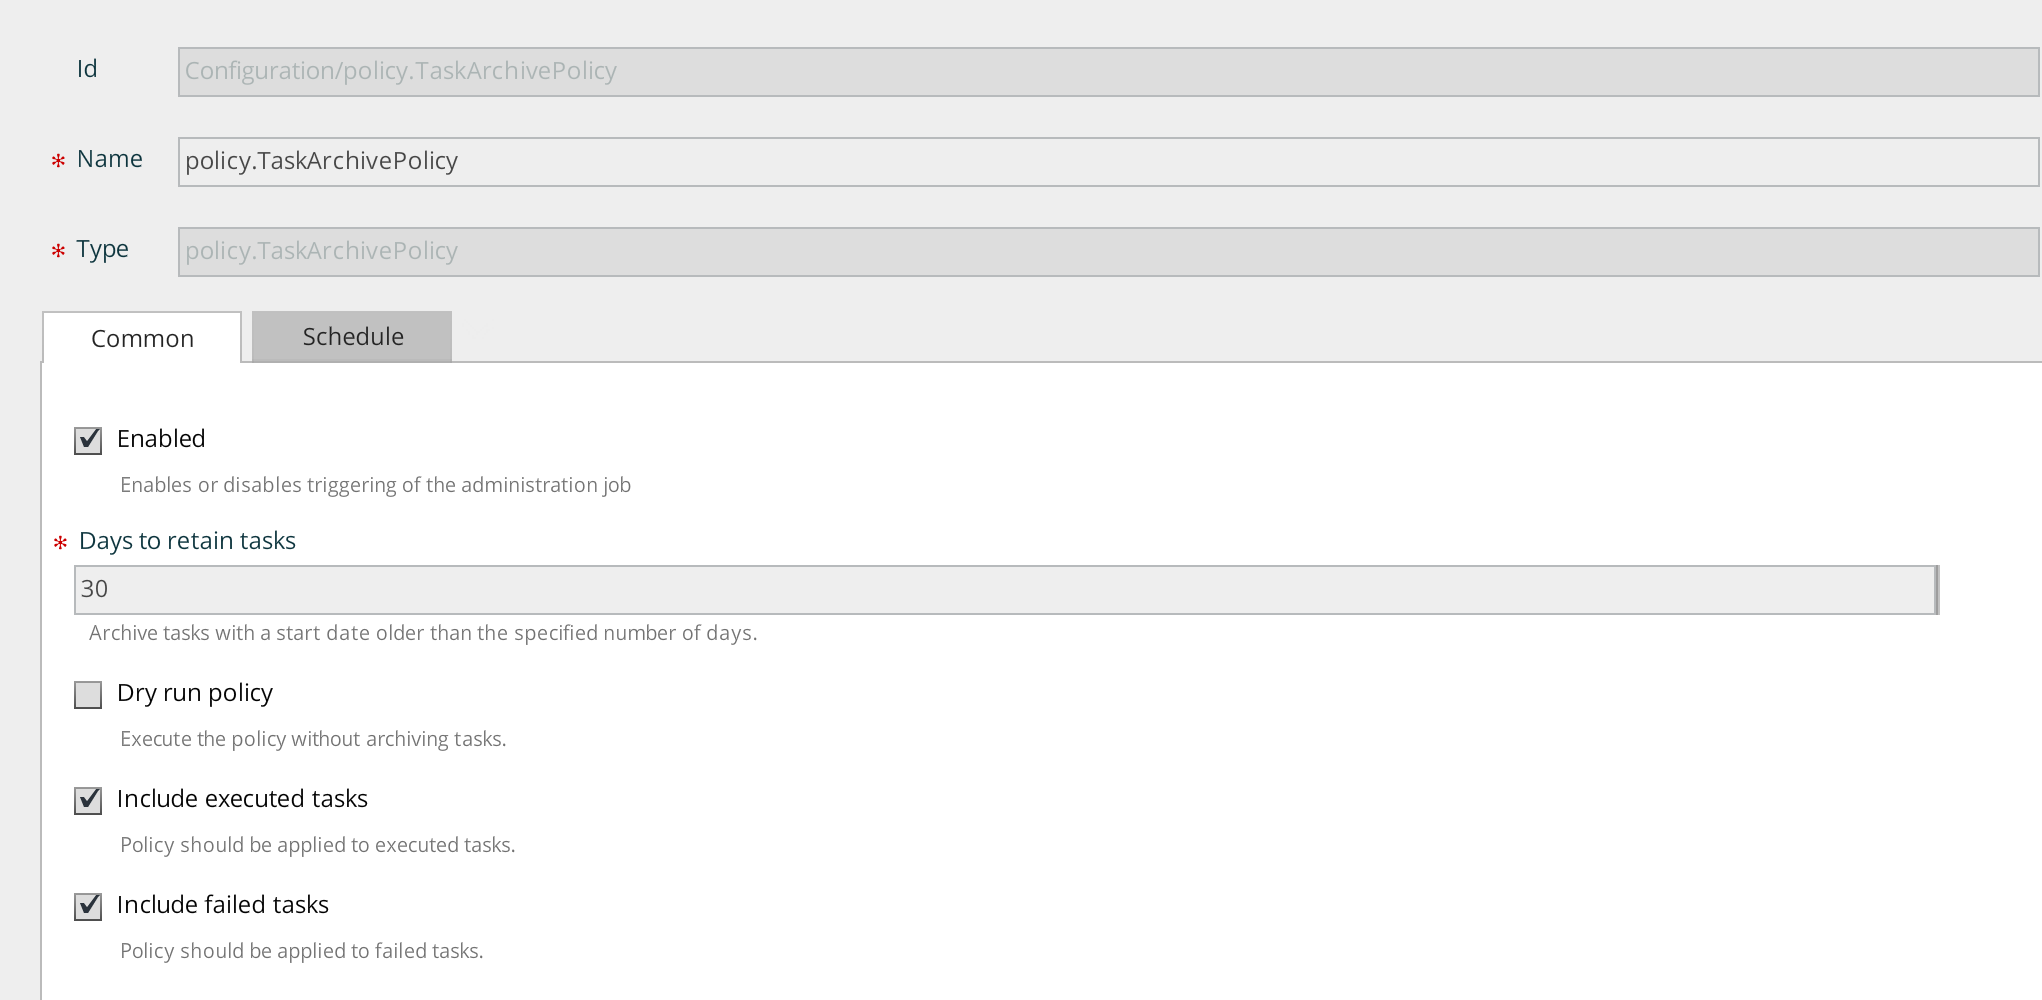 Id
Configuration/policy.TaskArchivePolicy
* Name
policy.TaskArchivePolicy
* Type
policy.TaskArchivePolicy
Common Schedule
Enabled
Enables or disables triggering of the administration job
* Days to retain tasks
30
Archive tasks with a start date older than the specified number of days.
Dry run policy
Execute the policy without archiving tasks.
Include executed tasks
Policy should be applied to executed tasks.
Include failed tasks
Policy should be applied to failed tasks.